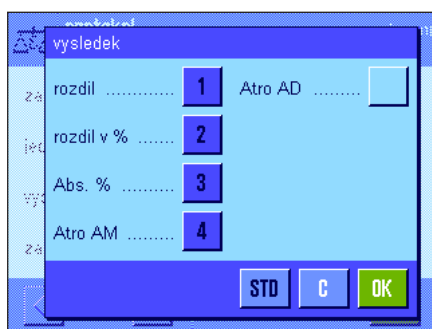 protokol
vysledek
rozdil ............ 1
Atro AD ........
rozdil v % ....... 2
Abs. % .......... 3
Atro AM ......... 4
STD C OK